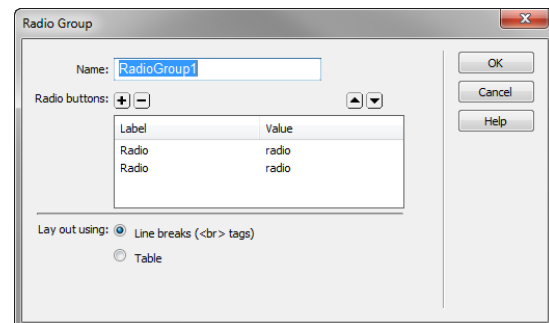 Radio Group
Name: RadioGroup1
OK
Radio buttons:
Cancel
Help
Label Value
Radio radio
Radio radio
Lay out using: Line breaks (<br> tags)
Table